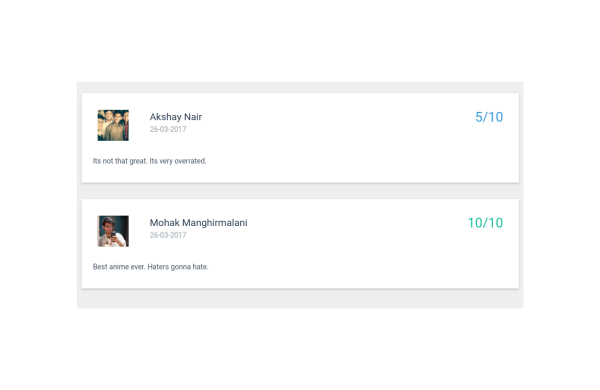 Akshay Nair
5/10
26-03-2017
Its not that great. Its very overrated.
Mohak Manghirmalani
10/10
26-03-2017
Best anime ever. Haters gonna hate.